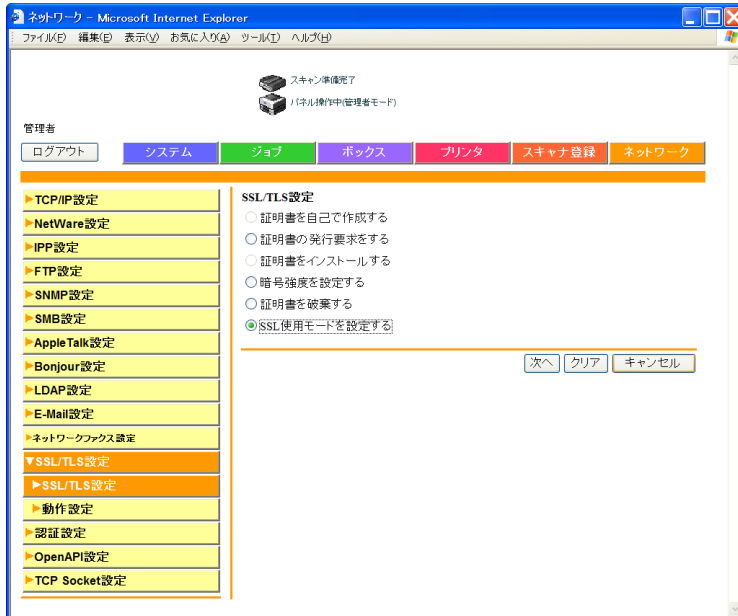 ネットワーク - Microsoft Internet Explorer
ファイル(F) 編集(E) 表示(V) お気に入り(A) ツール(T) ヘルプ(H)
スキャン準備完了
パネル操作中(管理者モード)
管理者
ログアウト システム ジョブ ボックス プリンタ スキャナ登録 ネットワーク
TCP/IP設定
NetWare設定
IPP設定
FTP設定
SNMP設定
SMB設定
AppleTalk設定
Bonjour設定
LDAP設定
E-Mail設定
ネットワークファクス設定
SSL/TLS設定
SSL/TLS設定
動作設定
認証設定
OpenAPI設定
TCP Socket設定
SSL/TLS設定
証明書を自己で作成する
証明書の発行要求をする
証明書をインストールする
暗号強度を設定する
証明書を破棄する
SSL使用モードを設定する
次へ クリア キャンセル